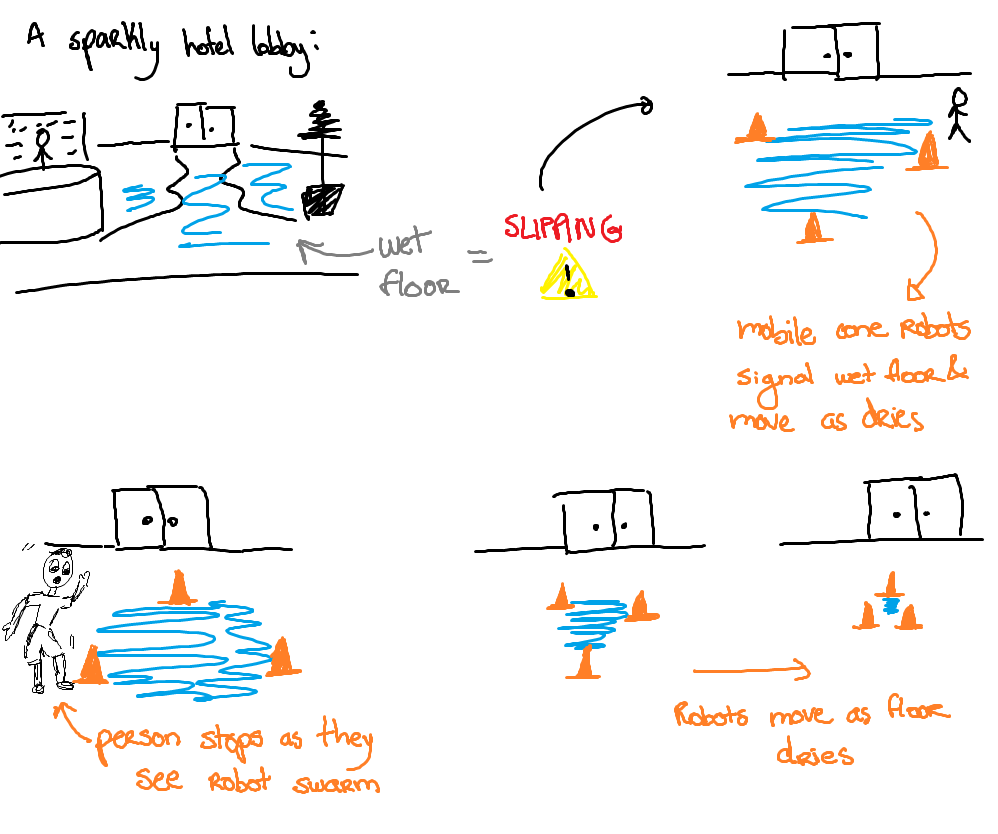 A sparkly hotel lobby:
wet
floor
=
SLIPPING
!
mobile cone Robots
signal wet floor &
move as dries
person stops as they
see Robot swarm
Robots move as floor
dries